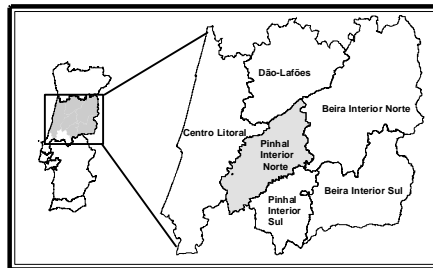 Dão-Lafões
Beira Interior Norte
Centro Litoral
Pinhal
Interior
Norte
Beira Interior Sul
Pinhal
Interior
Sul